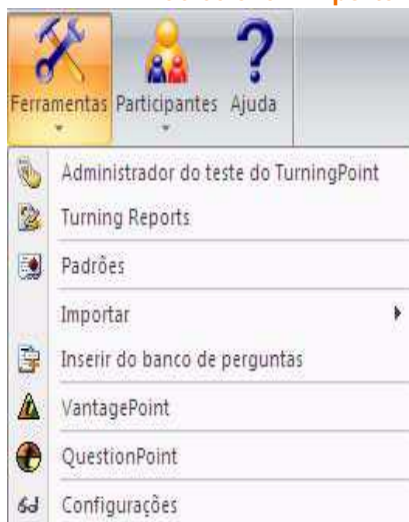 Ferramentas Participantes Ajuda
Administrador do teste do TurningPoint
Turning Reports
Padrões
Importar
Inserir do banco de perguntas
VantagePoint
QuestionPoint
Configurações